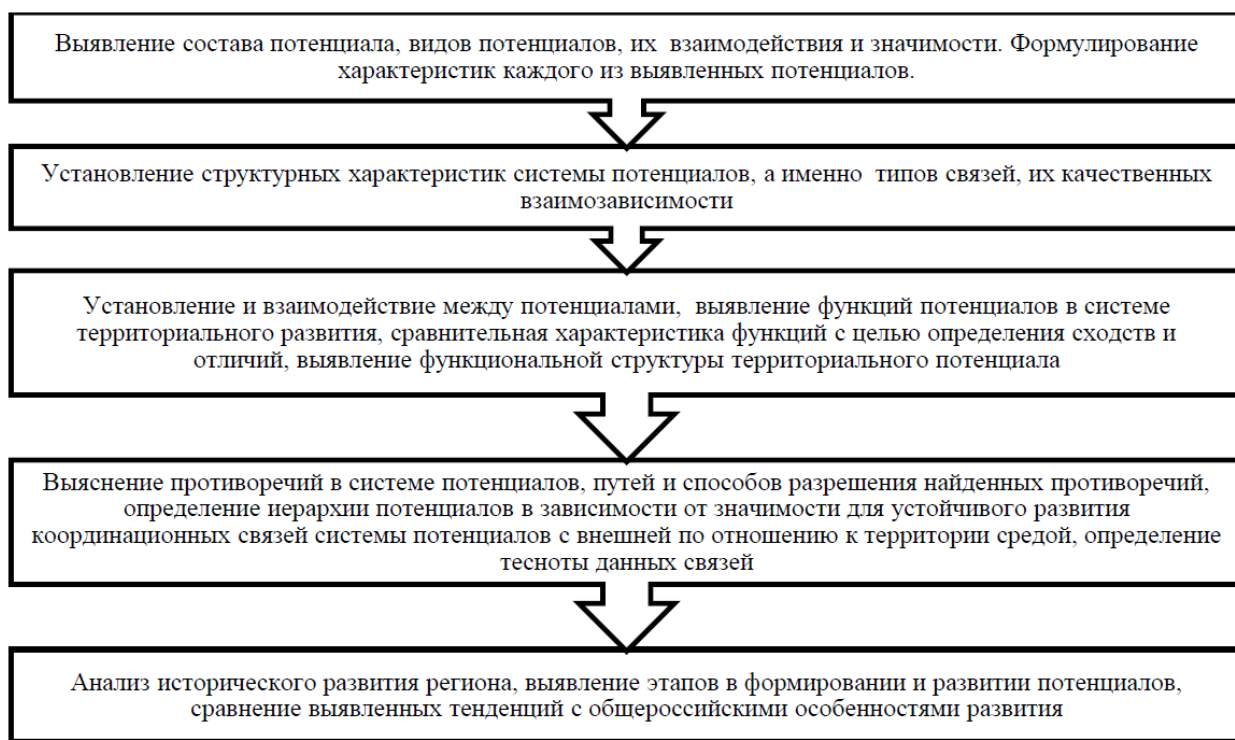 Выявление состава потенциала, видов потенциалов, их взаимодействия и значимости. Формулирование
характеристик каждого из выявленных потенциалов.
Установление структурных характеристик системы потенциалов, а именно типов связей, их качественных
взаимозависимости
Установление и взаимодействие между потенциалами, выявление функций потенциалов в системе
территориального развития, сравнительная характеристика функций с целью определения сходств и
отличий, выявление функциональной структуры территориального потенциала
Выяснение противоречий в системе потенциалов, путей и способов разрешения найденных противоречий,
определение иерархии потенциалов в зависимости от значимости для устойчивого развития
координационных связей системы потенциалов с внешней по отношению к территрии средой, определение
тесноты данных связей
Анализ исторического развития региона, выявление этапов в формировании и развитии потенциалов,
сравнение выявленных тенденций с общероссийскими особенностями развития